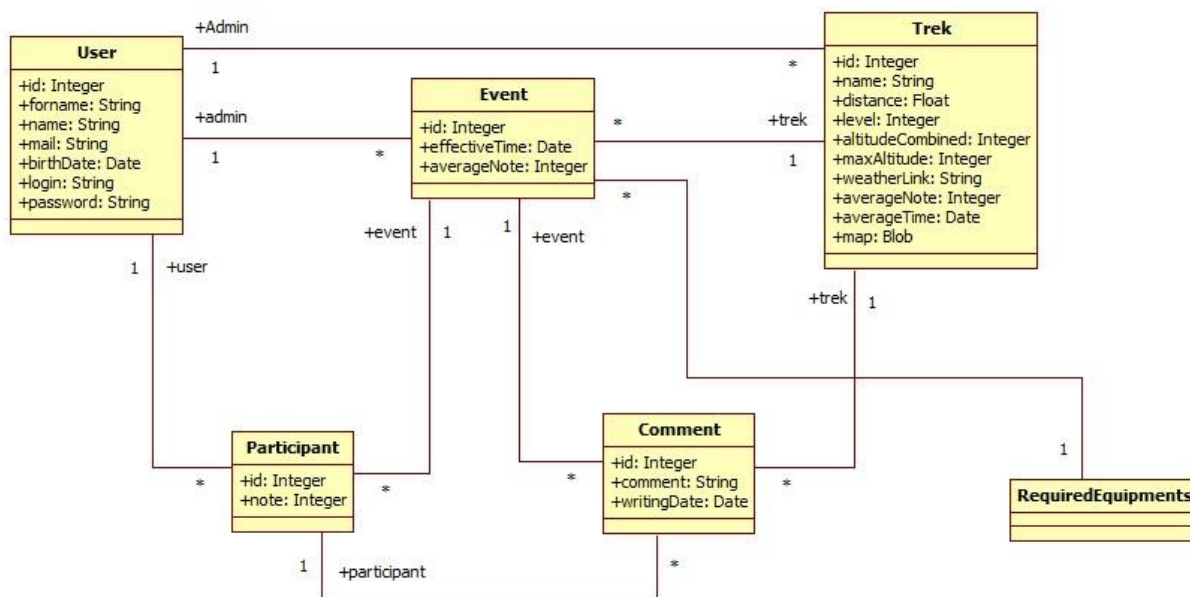 +Admin
1
*
User
+id: Integer
+forname: String
+name: String
+mail: String
+birthDate: Date
+login: String
+password: String
+admin
1
*
Event
+id: Integer
+effectiveTime: Date
+averageNote: Integer
*
+trek
1
*
Trek
+id: Integer
+name: String
+distance: Float
+level: Integer
+altitudeCombined: Integer
+maxAltitude: Integer
+weatherLink: String
+averageNote: Integer
+averageTime: Date
+map: Blob
1
+user
+event
1
1
+event
+trek
1
*
Participant
+id: Integer
+note: Integer
*
*
Comment
+id: Integer
+comment: String
+writingDate: Date
*
1
RequiredEquipments
1
+participant
*